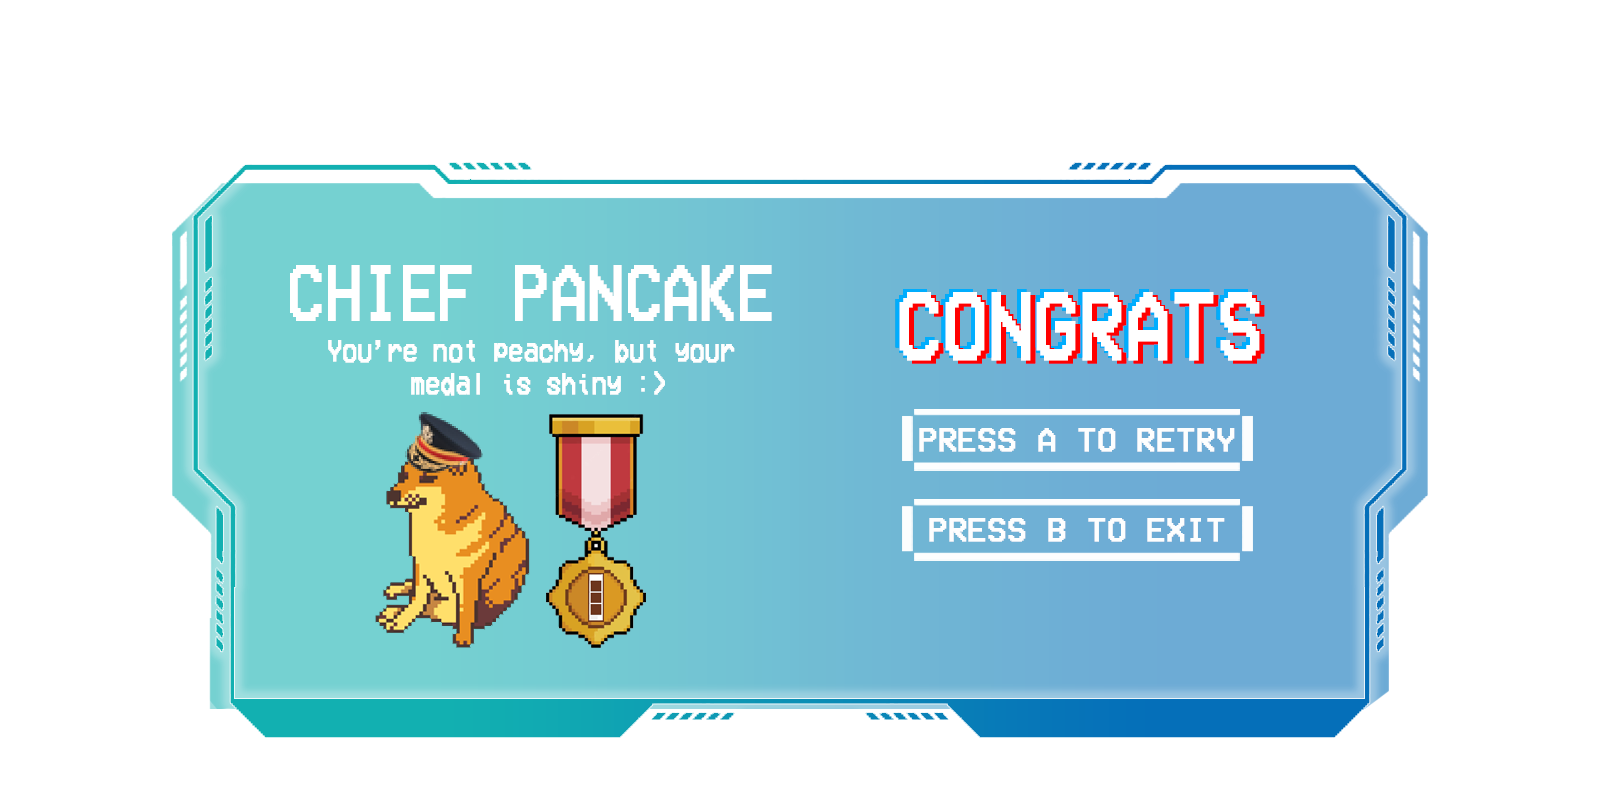 CHIEF PANCAKE
You're not peachy, but your
medal is shiny :>
CONGRATS
PRESS A TO RETRY
PRESS B TO EXIT